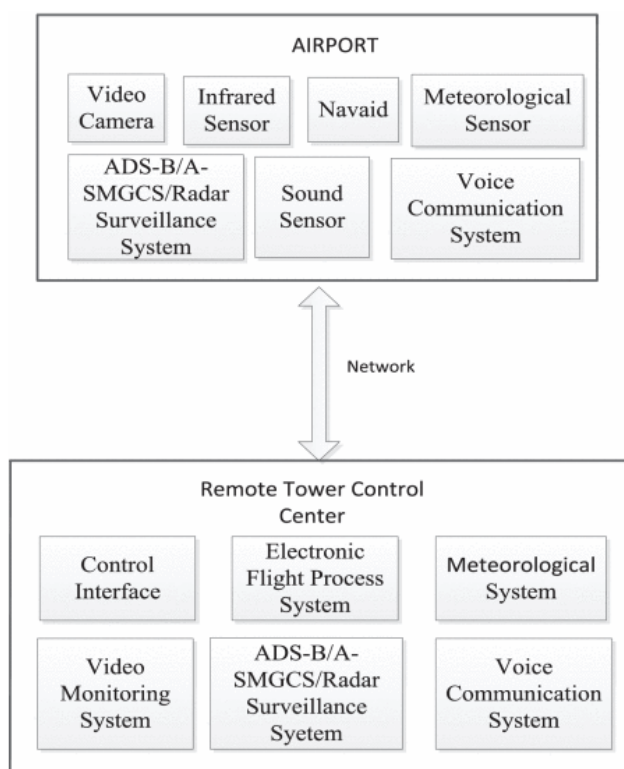 AIRPORT
Video
Camera
Infrared
Sensor
Navaid
Meteorological
Sensor
ADS-B/A-
SMGCS/Radar
Surveillance
System
Sound
Sensor
Voice
Communication
System
Network
Remote Tower Control
Center
Control
Interface
Electronic
Flight Process
System
Meteorological
System
Video
Monitoring
System
ADS-B/A-
SMGCS/Radar
Surveillance
Syetem
Voice
Communication
System